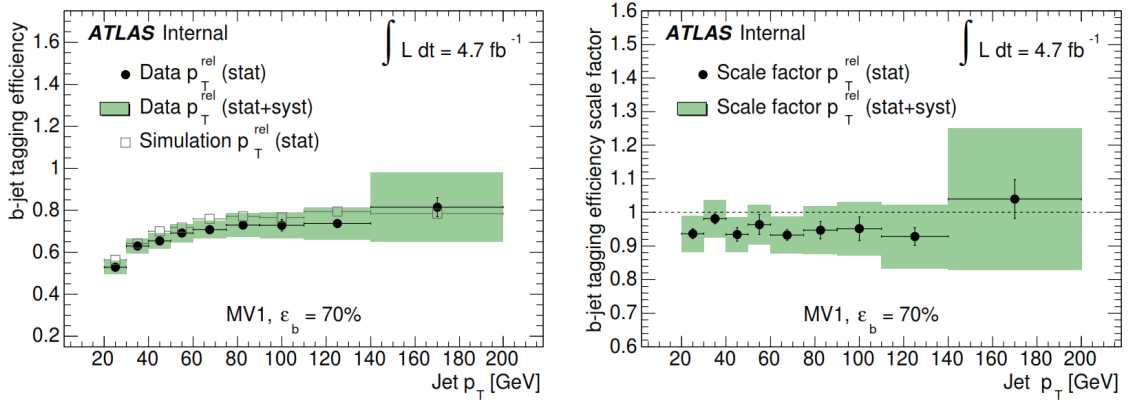 ATLAS Internal
∫ L dt = 4.7 fb⁻¹
Data p_T^rel (stat)
Data p_T^rel (stat+syst)
Simulation p_T^rel (stat)
MV1, ε_b = 70%
b-jet tagging efficiency
1.6
1.4
1.2
1
0.8
0.6
0.4
0.2
20 40 60 80 100 120 140 160 180 200
Jet p_T [GeV]
ATLAS Internal
∫ L dt = 4.7 fb⁻¹
Scale factor p_T^rel (stat)
Scale factor p_T^rel (stat+syst)
MV1, ε_b = 70%
b-jet tagging efficiency scale factor
1.6
1.5
1.4
1.3
1.2
1.1
1
0.9
0.8
0.7
0.6
20 40 60 80 100 120 140 160 180 200
Jet p_T [GeV]